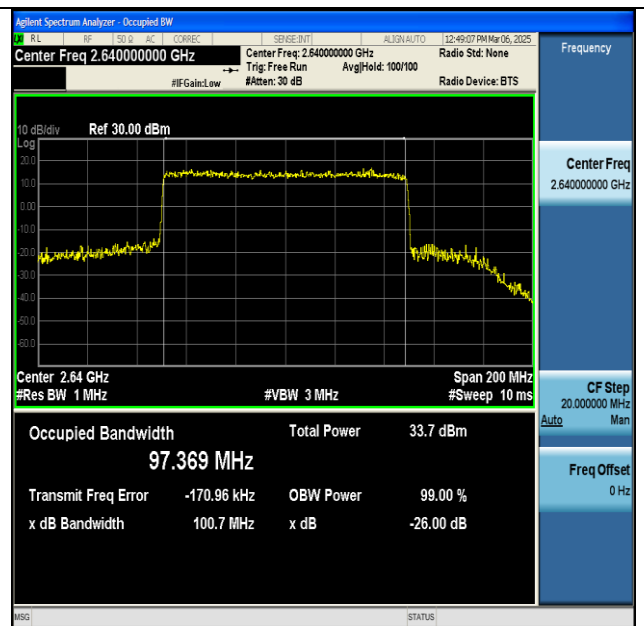 Agilent Spectrum Analyzer - Occupied BW
RL RF 50 Ω AC CORREC SENSE:INT ALIGN AUTO 12:49:07 PM Mar 06, 2025
Center Freq 2.640000000 GHz
Center Freq: 2.640000000 GHz Radio Std: None
Trig: Free Run Avg|Hold: 100/100
#IFGain:Low #Atten: 30 dB Radio Device: BTS
Frequency
10 dB/div Ref 30.00 dBm
Log
20.0
10.0
0.00
-10.0
-20.0
-30.0
-40.0
-50.0
-60.0
Center 2.64 GHz Span 200 MHz
#Res BW 1 MHz #VBW 3 MHz #Sweep 10 ms
Occupied Bandwidth Total Power 33.7 dBm
97.369 MHz
Transmit Freq Error -170.96 kHz OBW Power 99.00 %
x dB Bandwidth 100.7 MHz x dB -26.00 dB
Center Freq
2.640000000 GHz
CF Step
20.000000 MHz
Auto Man
Freq Offset
0 Hz
MSG STATUS